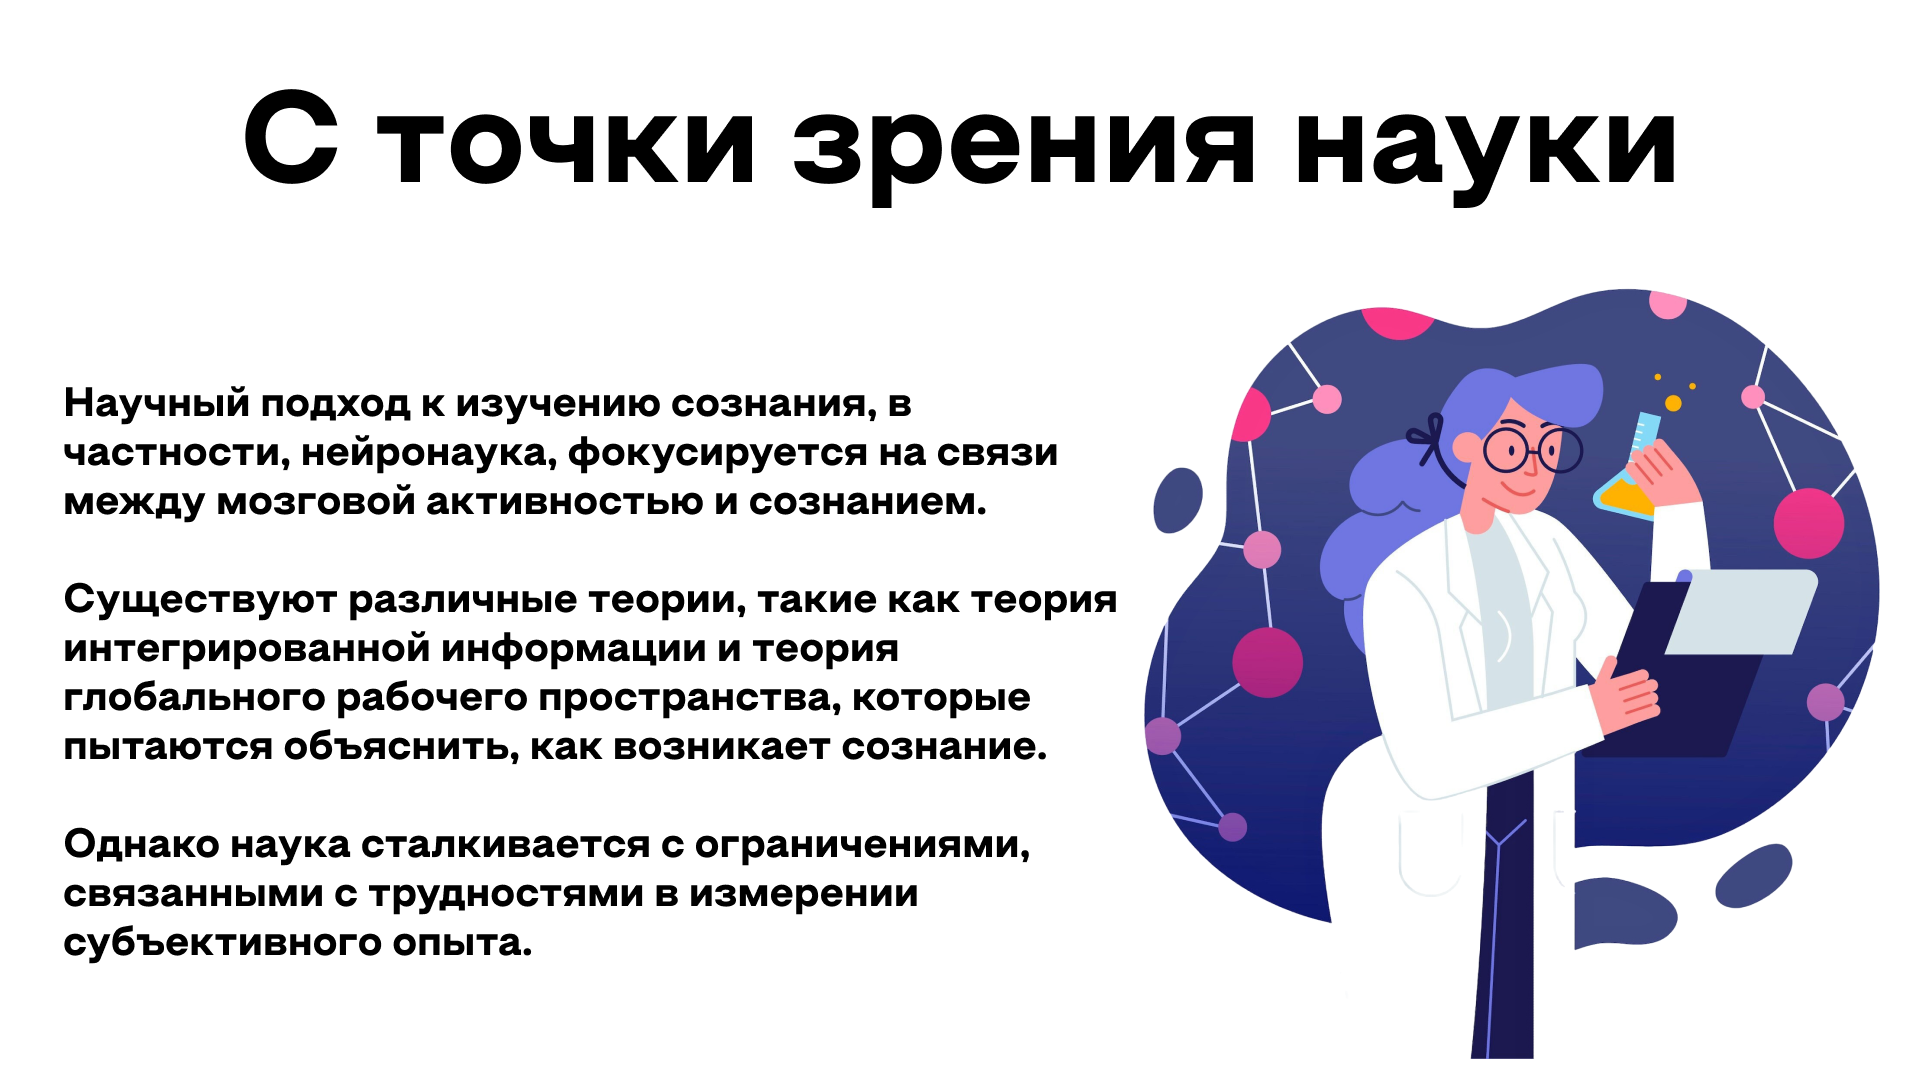 С точки зрения науки
Научный подход к изучению сознания, в
частности, нейронаука, фокусируется на связи
между мозговой активностью и сознанием.
Существуют различные теории, такие как теория
интегрированной информации и теория
глобального рабочего пространства, которые
пытаются объяснить, как возникает сознание.
Однако наука сталкивается с ограничениями,
связанными с трудностями в измерении
субъективного опыта.